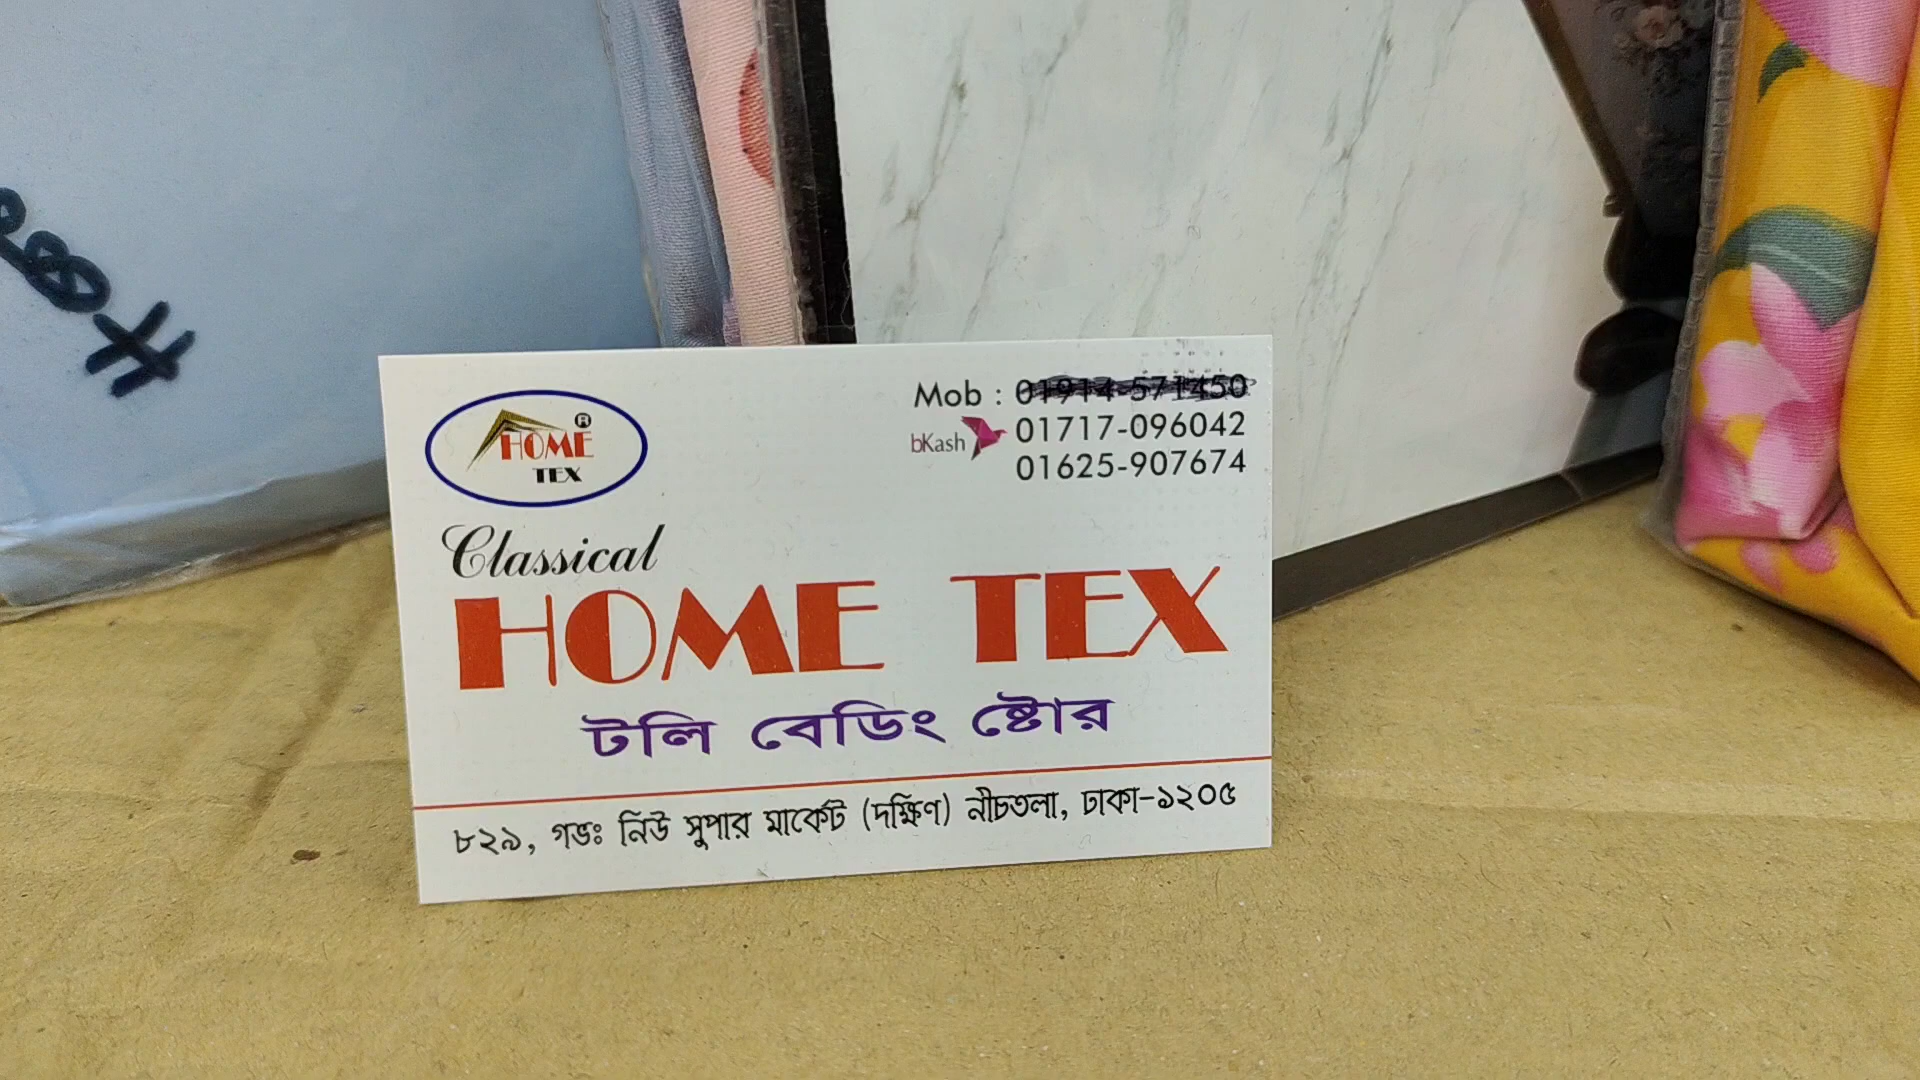 HOME
TEX
Mob : 01914-571450
bKash 01717-096042
01625-907674
Classical
HOME TEX
টলি বেডিং ষ্টোর
৮২৯, গভঃ নিউ সুপার মার্কেট (দক্ষিণ) নীচতলা, ঢাকা-১২০৫